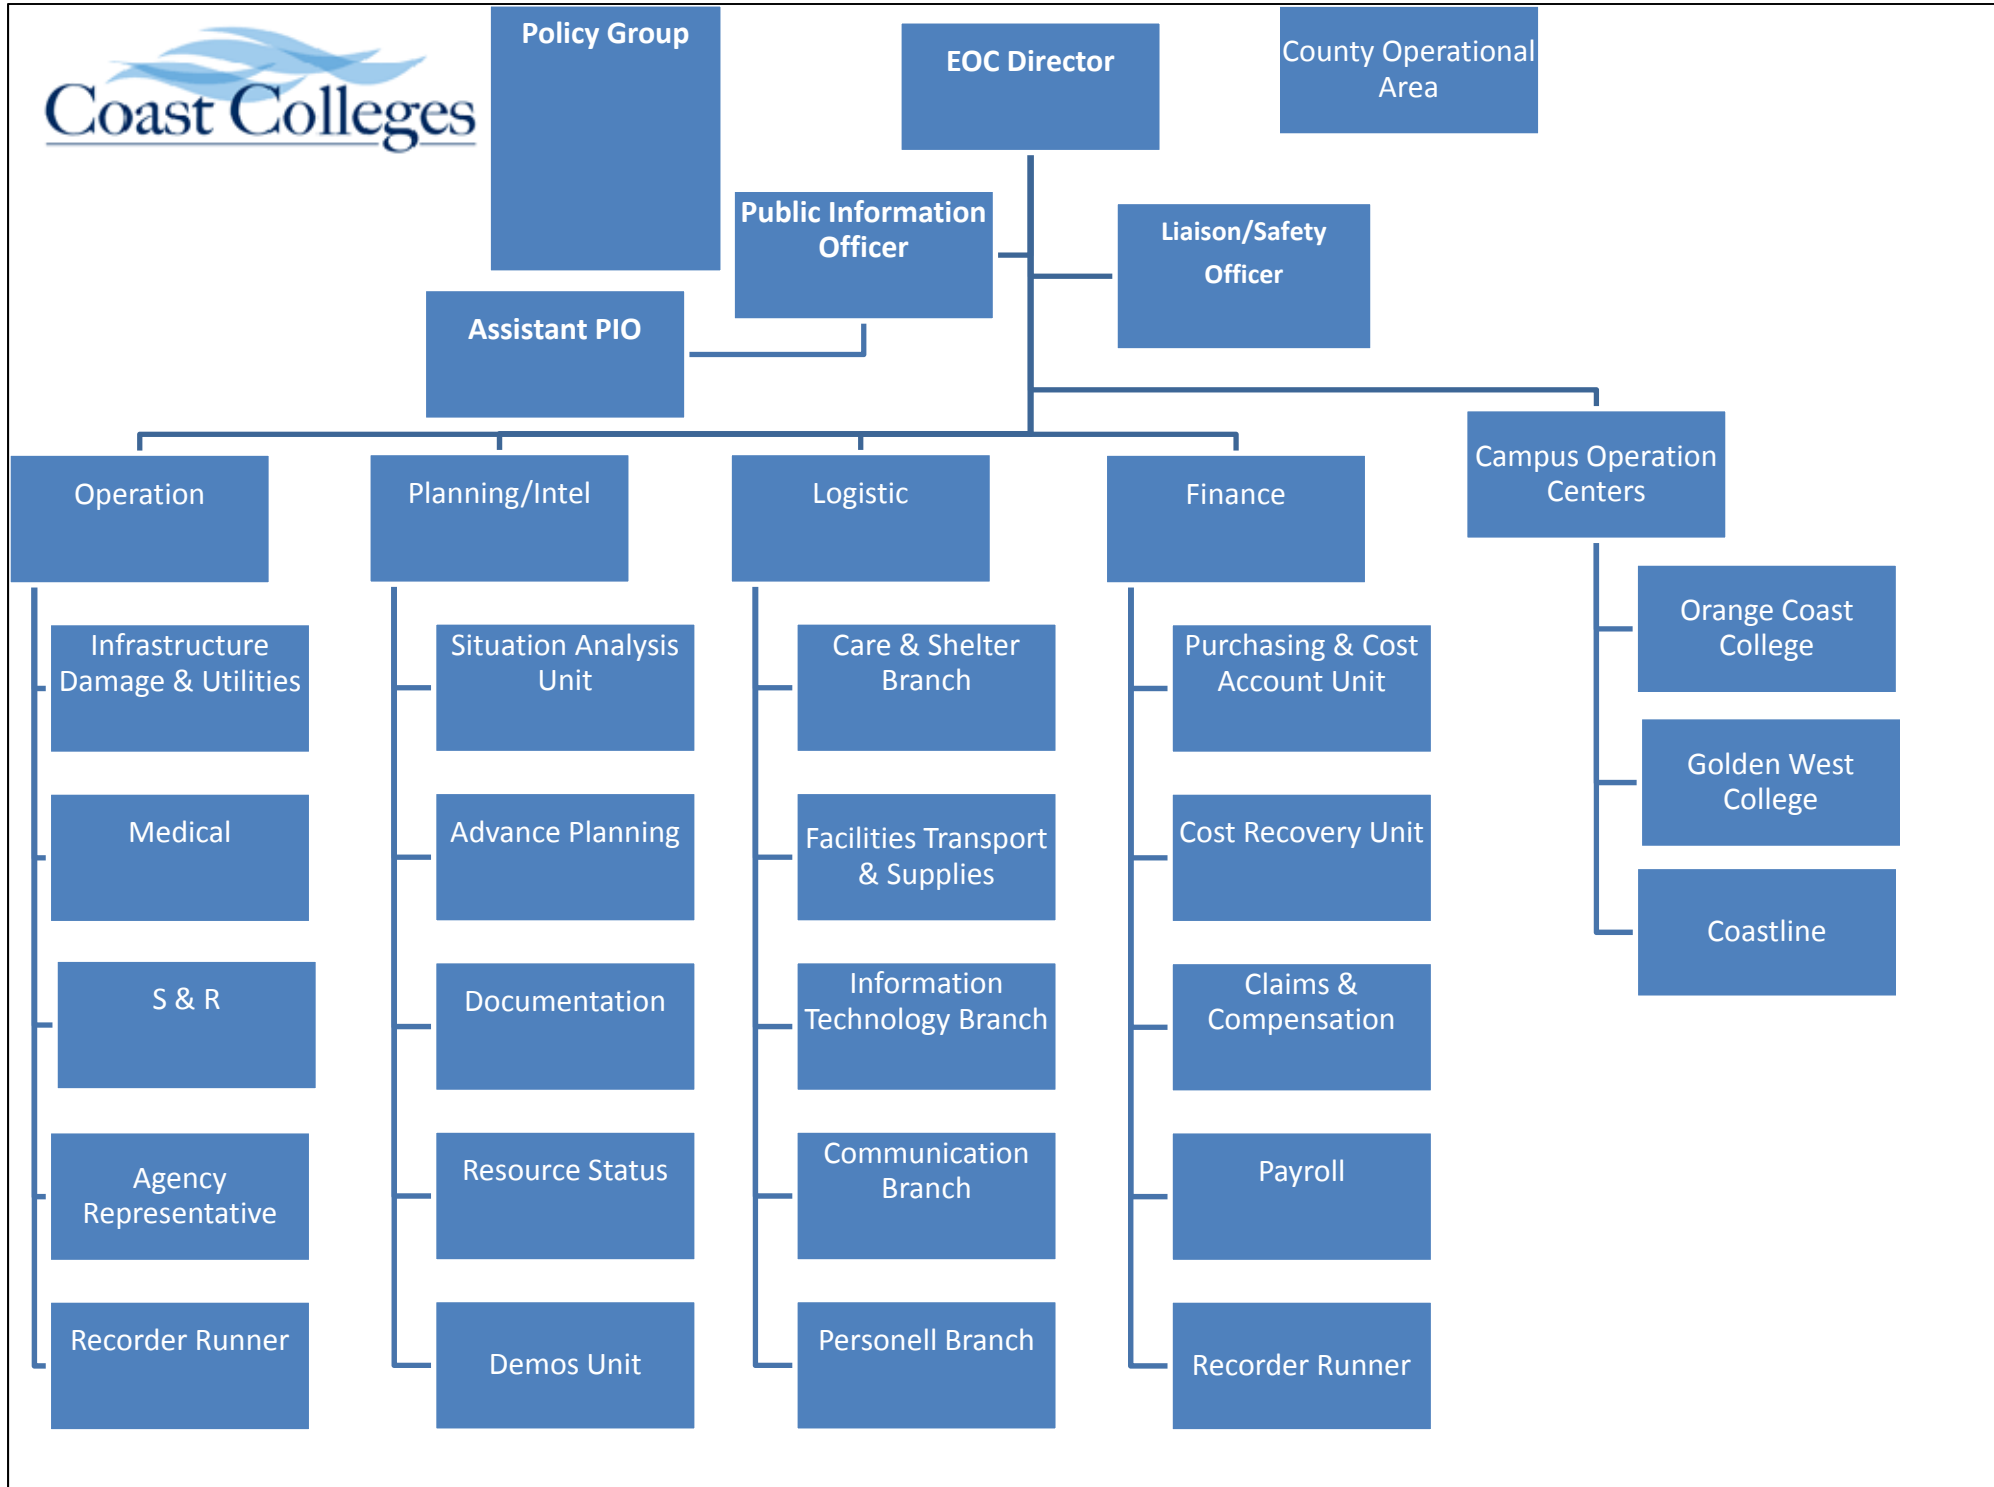 Coast Colleges
Policy Group
EOC Director
County Operational
Area
Public Information
Officer
Liaison/Safety
Officer
Assistant PIO
Operation
Planning/Intel
Logistic
Finance
Campus Operation
Centers
Infrastructure
Damage & Utilities
Medical
S & R
Agency
Representative
Recorder Runner
Situation Analysis
Unit
Advance Planning
Documentation
Resource Status
Demos Unit
Care & Shelter
Branch
Facilities Transport
& Supplies
Information
Technology Branch
Communication
Branch
Personell Branch
Purchasing & Cost
Account Unit
Cost Recovery Unit
Claims &
Compensation
Payroll
Recorder Runner
Orange Coast
College
Golden West
College
Coastline